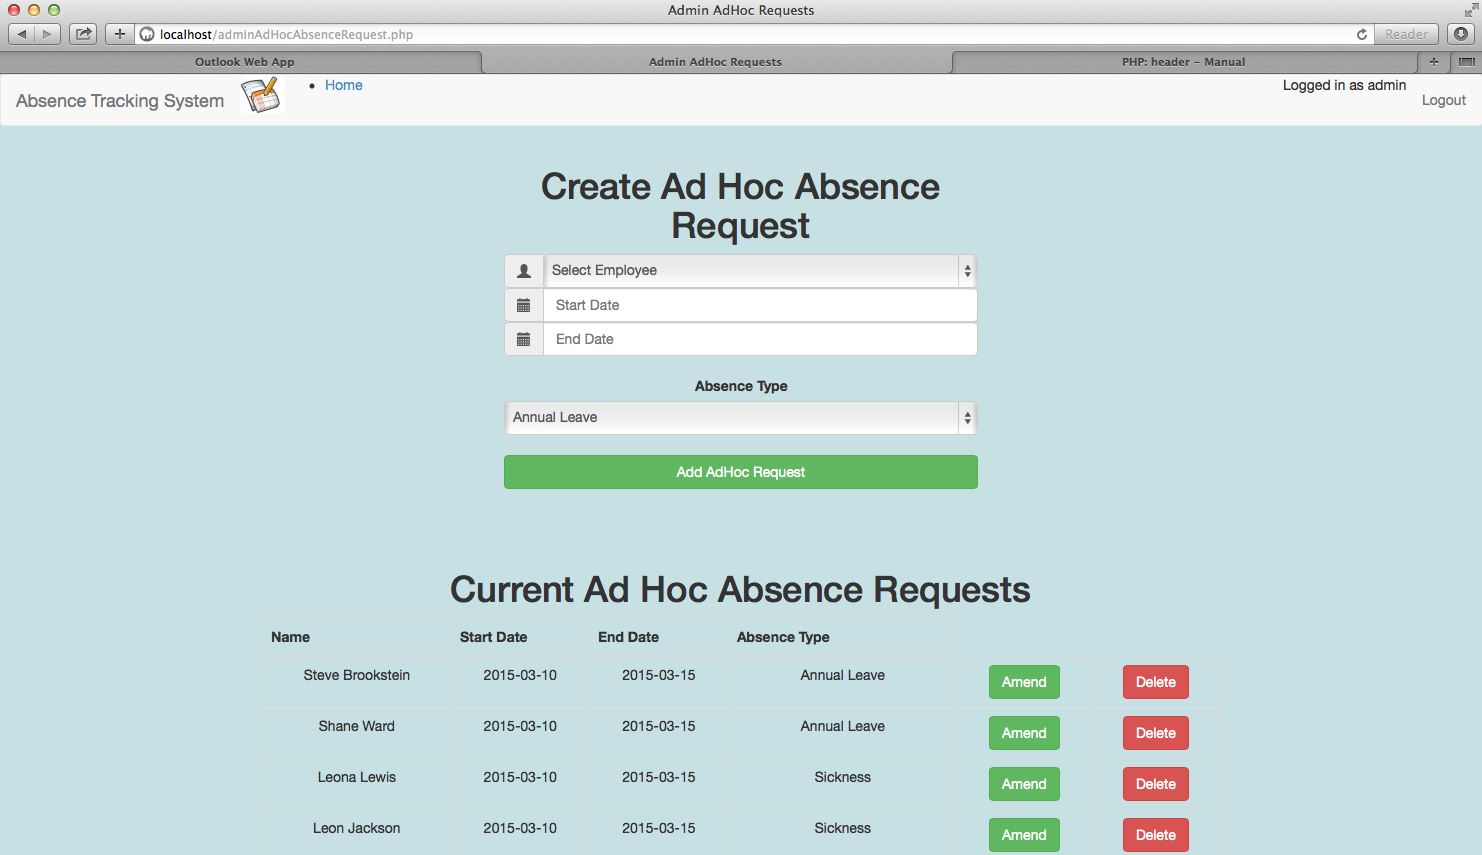 Admin AdHoc Requests
localhost/adminAdHocAbsenceRequest.php
Reader
Outlook Web App
Admin AdHoc Requests
PHP: header - Manual
Absence Tracking System
Home
Logged in as admin
Logout
Create Ad Hoc Absence
Request
Select Employee
Start Date
End Date
Absence Type
Annual Leave
Add AdHoc Request
Current Ad Hoc Absence Requests
Name Start Date End Date Absence Type
Steve Brookstein 2015-03-10 2015-03-15 Annual Leave Amend Delete
Shane Ward 2015-03-10 2015-03-15 Annual Leave Amend Delete
Leona Lewis 2015-03-10 2015-03-15 Sickness Amend Delete
Leon Jackson 2015-03-10 2015-03-15 Sickness Amend Delete